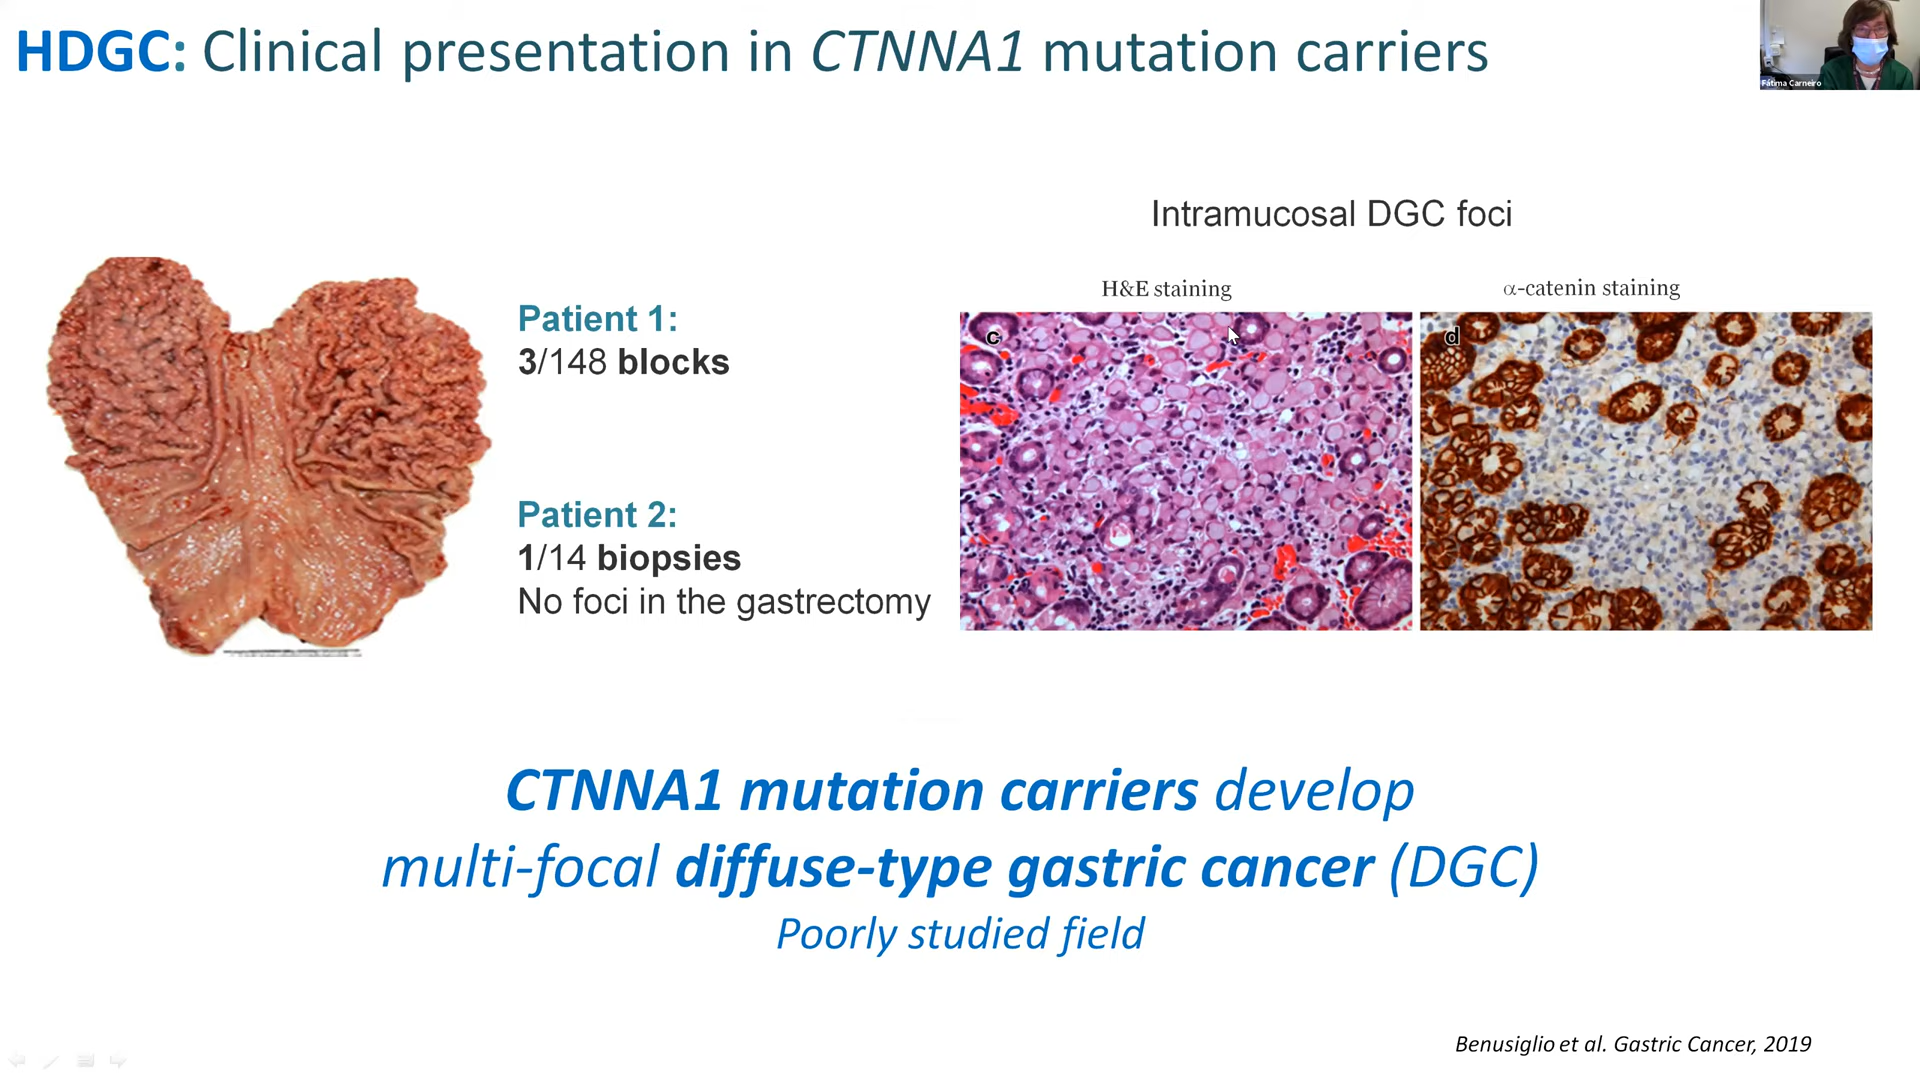 HDGC: Clinical presentation in CTNNA1 mutation carriers
Fátima Carneiro
Intramucosal DGC foci
H&E staining
α-catenin staining
c
d
Patient 1:
3/148 blocks
Patient 2:
1/14 biopsies
No foci in the gastrectomy
CTNNA1 mutation carriers develop
multi-focal diffuse-type gastric cancer (DGC)
Poorly studied field
Benusiglio et al. Gastric Cancer, 2019